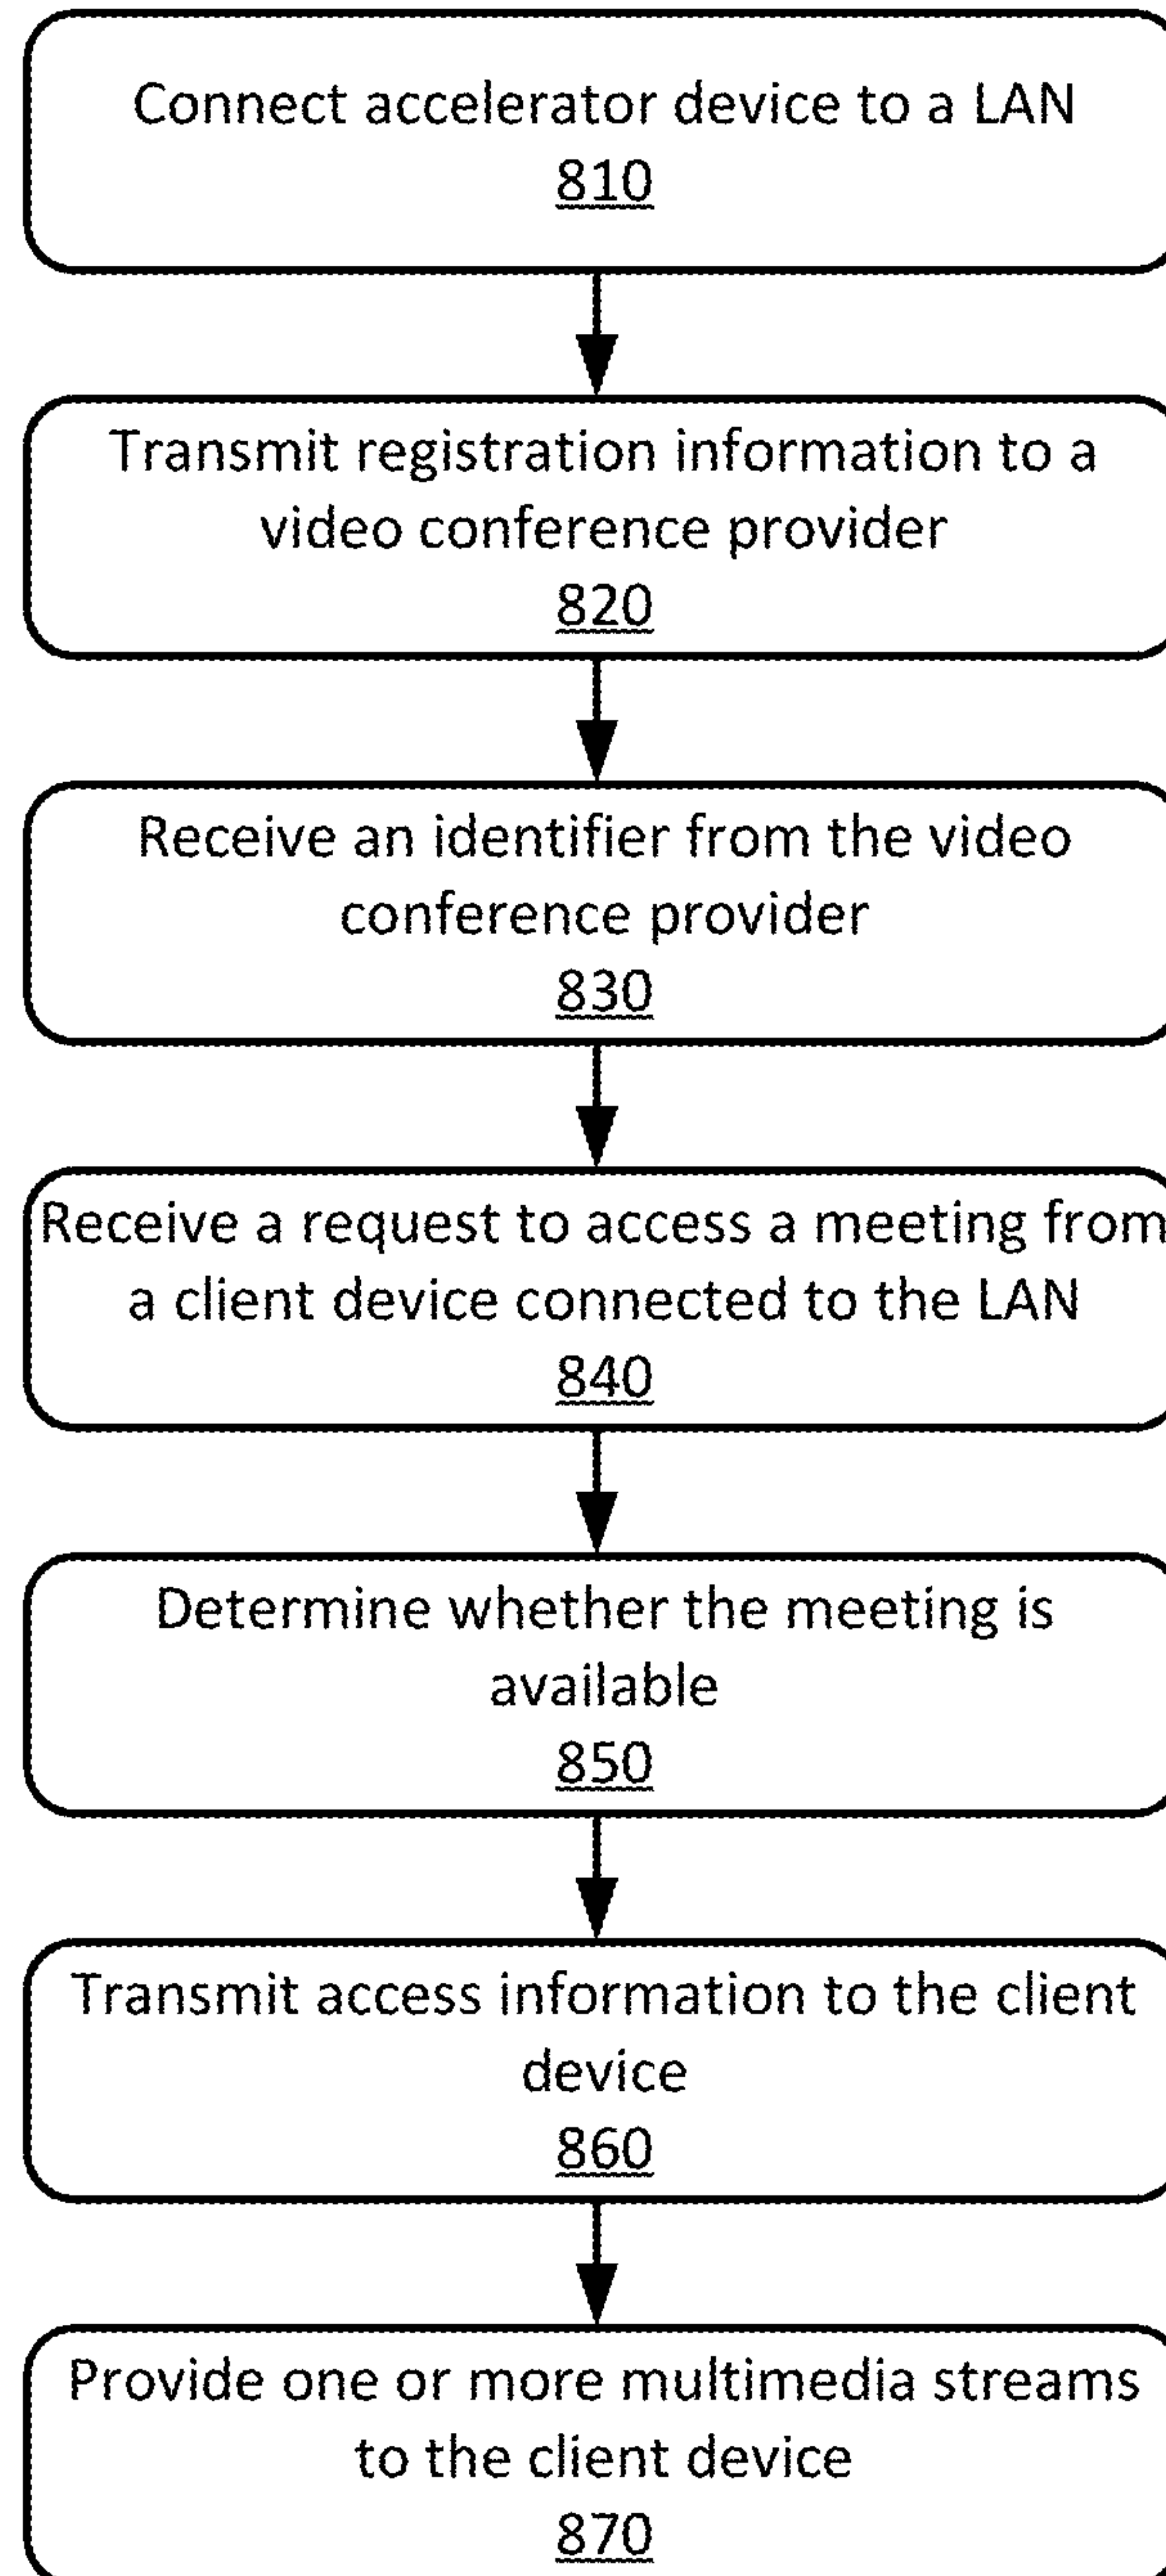 Connect accelerator device to a LAN
810
Transmit registration information to a
video conference provider
820
Receive an identifier from the video
conference provider
830
Receive a request to access a meeting from
a client device connected to the LAN
840
Determine whether the meeting is
available
850
Transmit access information to the client
device
860
Provide one or more multimedia streams
to the client device
870